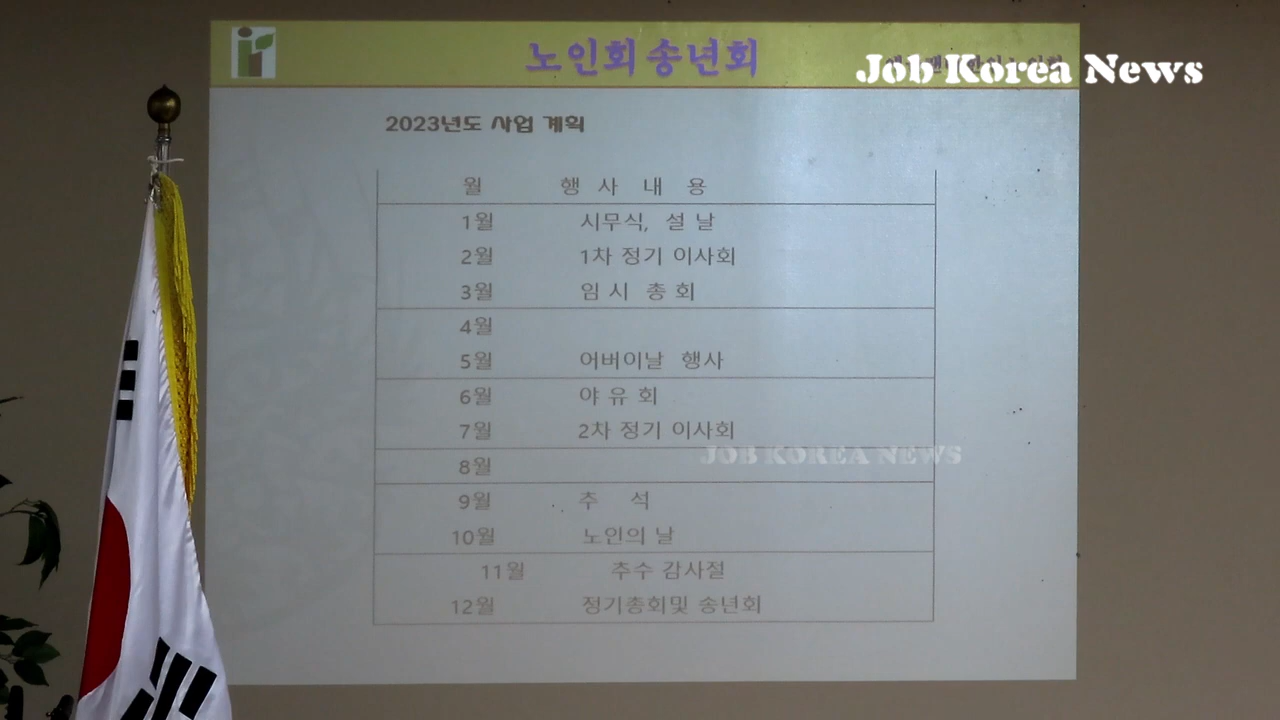 노인회 송년회
Job Korea News
2023년도 사업 계획
월 행 사 내 용
1월 시무식, 설 날
2월 1차 정기 이사회
3월 임 시 총 회
4월
5월 어버이날 행사
6월 야 유 회
7월 2차 정기 이사회
JOB KOREA NEWS
8월
9월 추 석
10월 노인의 날
11월 추수 감사절
12월 정기총회및 송년회